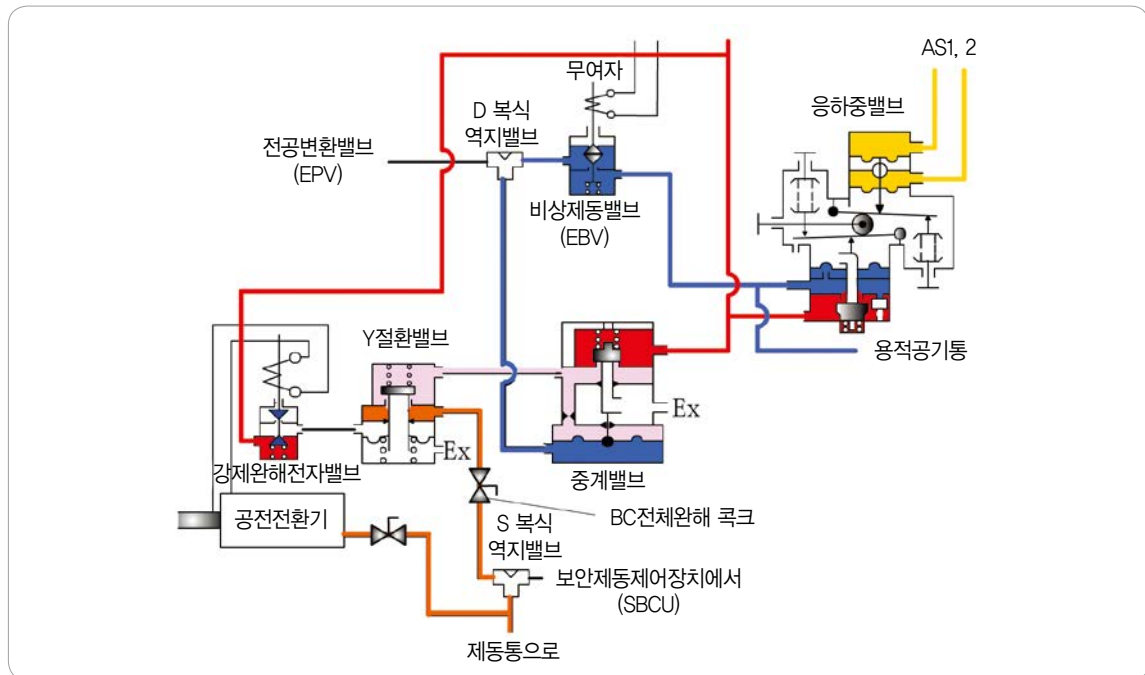 AS1, 2
무여자
응하중밸브
D 복식
역지밸브
전공변환밸브
(EPV)
비상제동밸브
(EBV)
Y절환밸브
용적공기통
Ex
Ex
강제완해전자밸브
중계밸브
공전전환기
BC전체완해 콕크
S 복식
역지밸브
보안제동제어장치에서
(SBCU)
제동통으로